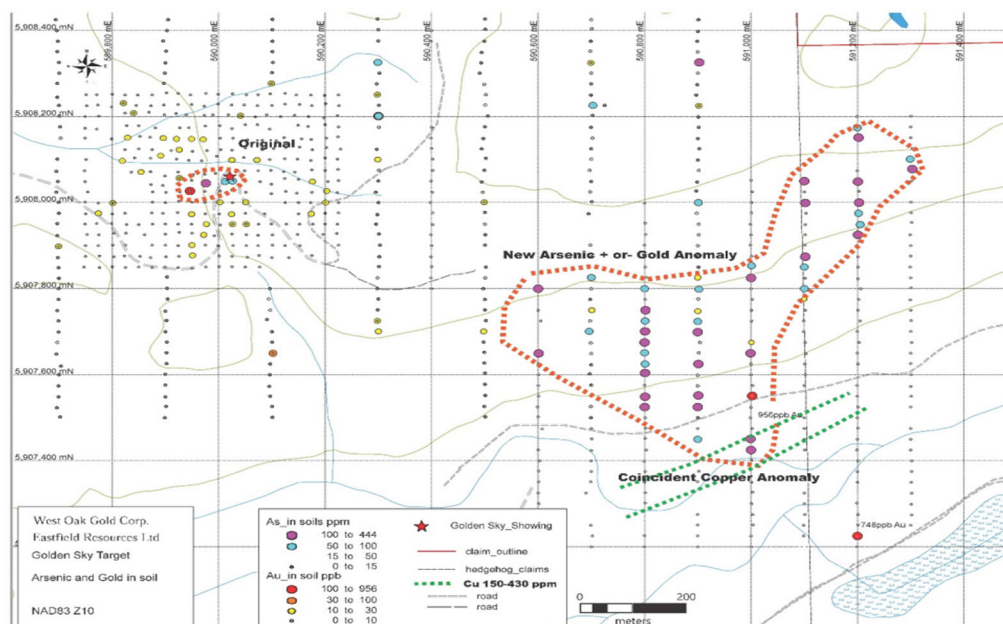 589,800 mE
590,000 mE
590,200 mE
590,400 mE
590,600 mE
590,800 mE
591,000 mE
591,200 mE
591,400 mE
5,908,400 mN
5,908,200 mN
Original
5,908,000 mN
New Arsenic + or- Gold Anomaly
5,907,800 mN
5,907,600 mN
956ppb Au
5,907,400 mN
Coincident Copper Anomaly
748ppb Au
West Oak Gold Corp.
Eastfield Resources Ltd
Golden Sky Target
Arsenic and Gold in soil
NAD83 Z10
As_in soils ppm
100 to 444
50 to 100
15 to 50
0 to 15
Au_in soil ppb
100 to 956
30 to 100
10 to 30
0 to 10
Golden Sky_Showing
claim_outline
hedgehog_claims
Cu 150-430 ppm
road
road
0
200
meters